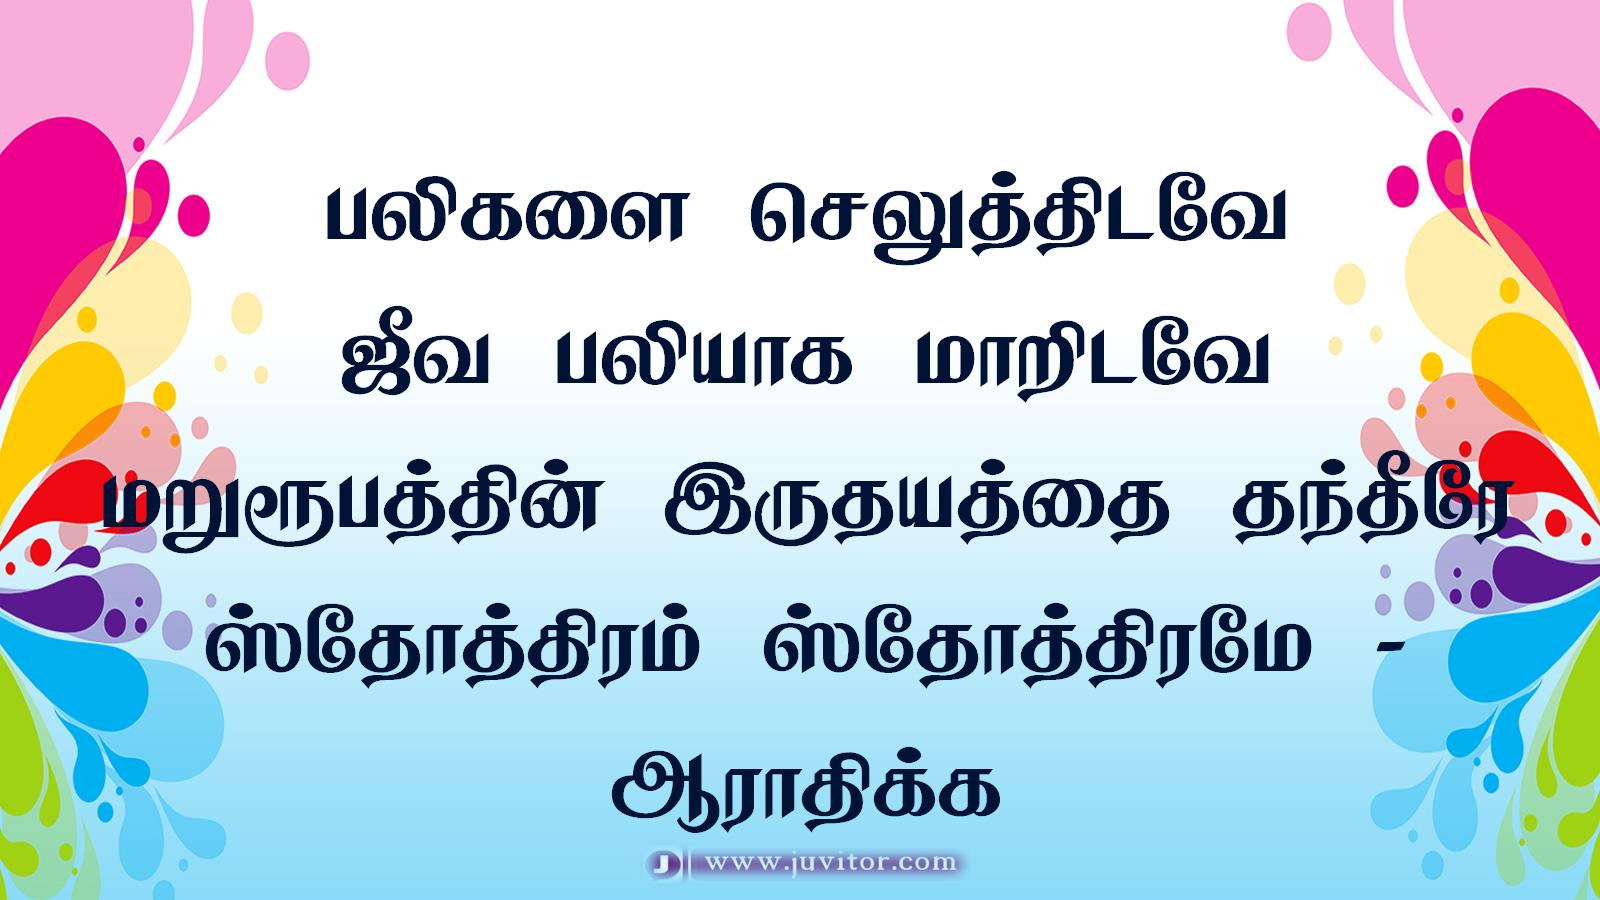 பலிகளை செலுத்திடவே
ஜீவ பலியாக மாறிடவே
மறுரூபத்தின் இருதயத்தை தந்தீரே
ஸ்தோத்திரம் ஸ்தோத்திரமே -
ஆராதிக்க
J www.juvitor.com